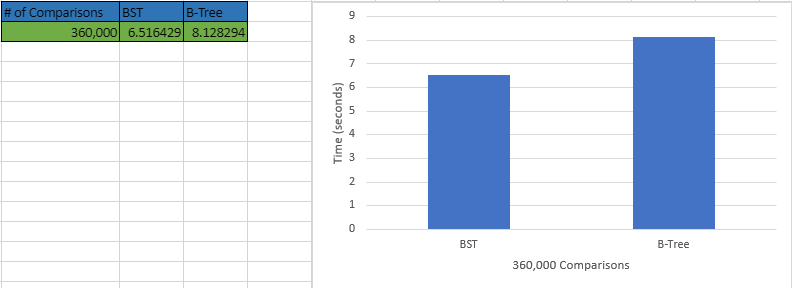 # of Comparisons BST B-Tree
360,000 6.516429 8.128294
9
8
7
6
5
4
3
2
1
0
Time (seconds)
BST B-Tree
360,000 Comparisons